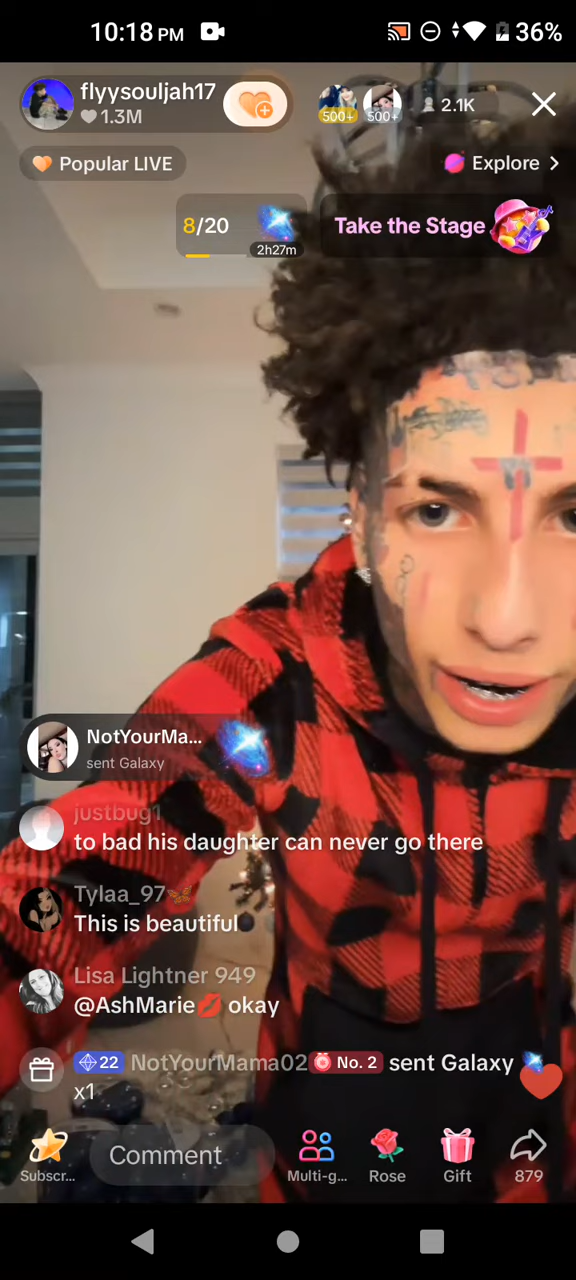 10:18 PM
36%
flyysouljah17
1.3M
500+
500+
2.1K
Popular LIVE
Explore
8/20
2h27m
Take the Stage
NotYourMa...
sent Galaxy
justbug1
to bad his daughter can never go there
Tylaa_97
This is beautiful
Lisa Lightner 949
@AshMarie💋 okay
22 NotYourMama02 No. 2 sent Galaxy
x1
Subscr...
Comment
Multi-g...
Rose
Gift
879